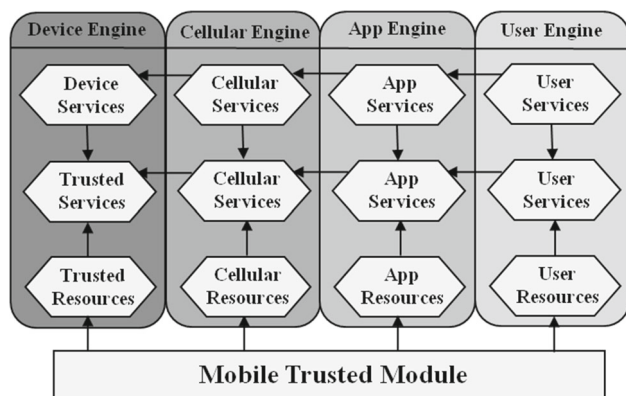 Device Engine
Cellular Engine
App Engine
User Engine
Device
Services
Cellular
Services
App
Services
User
Services
Trusted
Services
Cellular
Services
App
Services
User
Services
Trusted
Resources
Cellular
Resources
App
Resources
User
Resources
Mobile Trusted Module